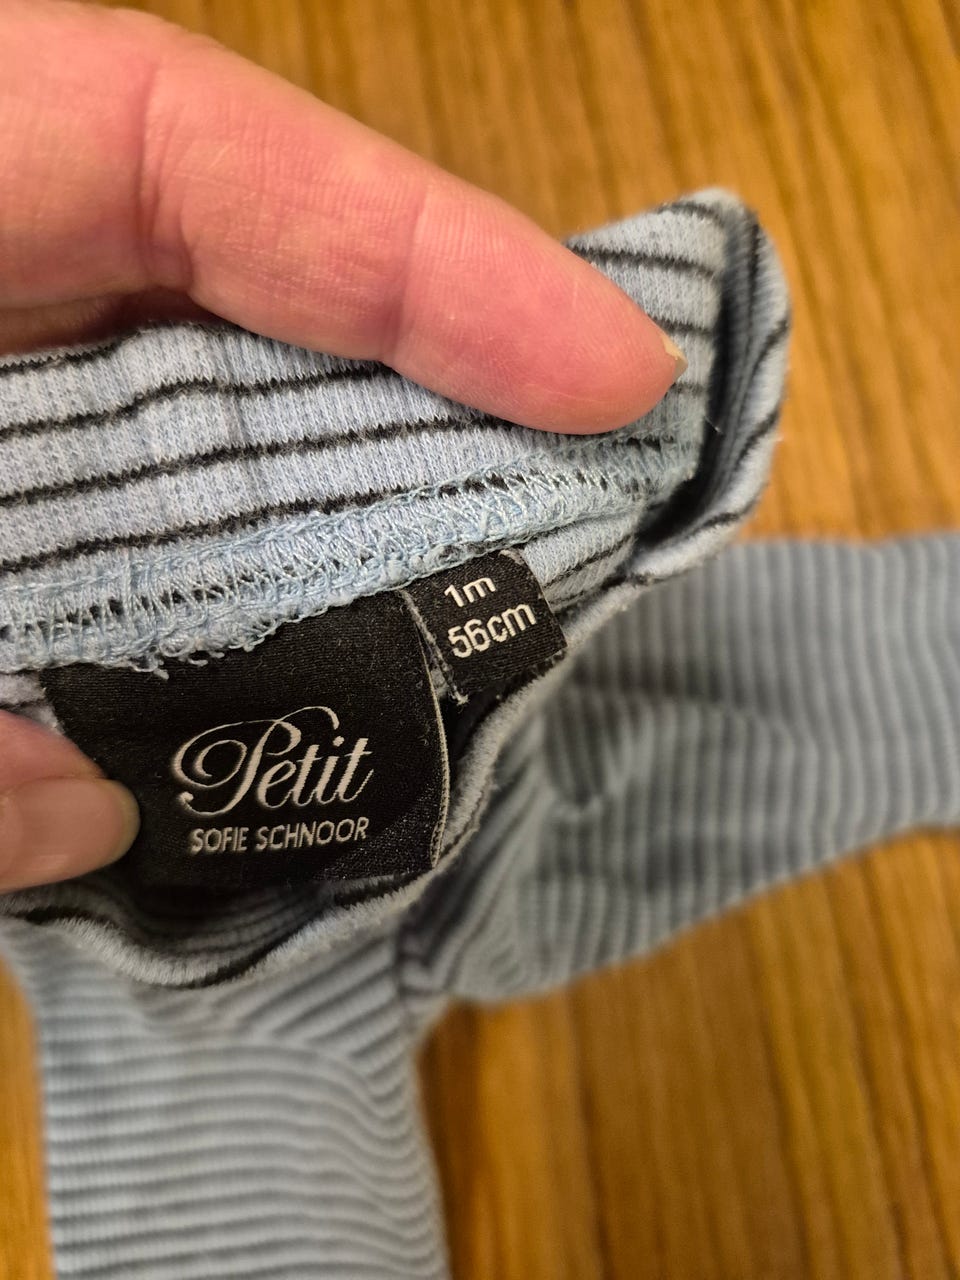 1m
56cm
Petit
SOFIE SCHNOOR